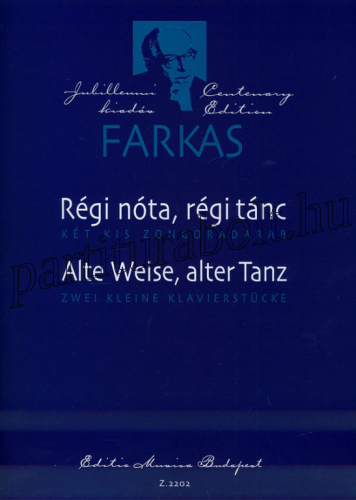 Jubileumi Centenary
kiadás Edition
FARKAS
Régi nóta, régi tánc
KÉT KIS ZONGORADARAB
Alte Weise, alter Tanz
ZWEI KLEINE KLAVIERSTÜCKE
partiturabolt.hu
Editio Musica Budapest
Z.2202